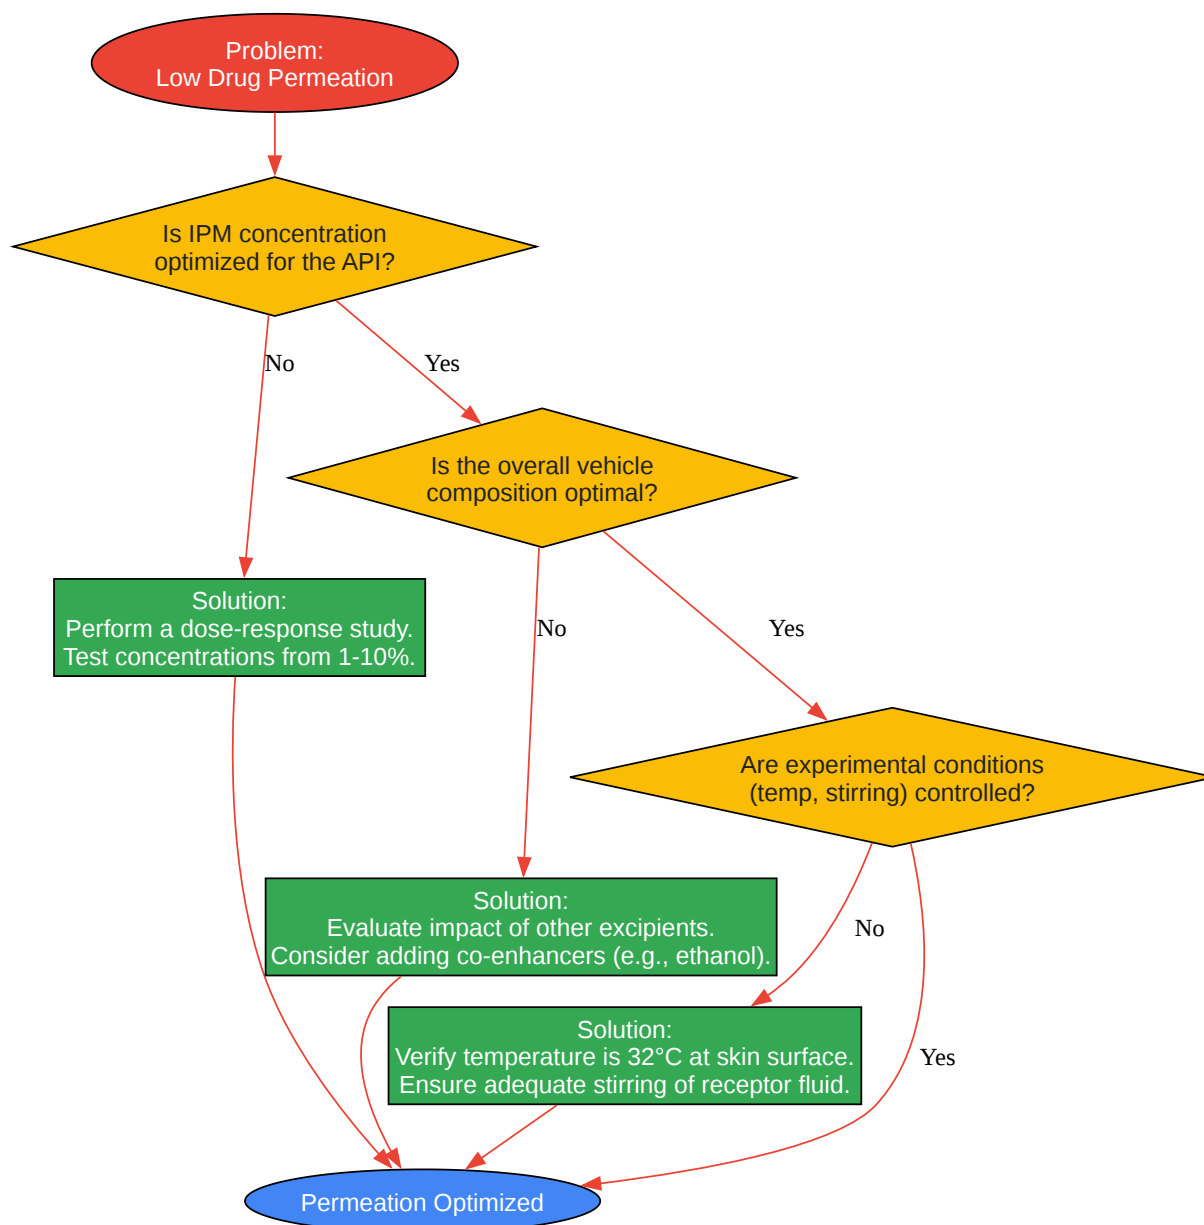 Problem:
Low Drug Permeation
Is IPM concentration
optimized for the API?
No
Yes
Is the overall vehicle
composition optimal?
Solution:
Perform a dose-response study.
Test concentrations from 1-10%.
No
Yes
Are experimental conditions
(temp, stirring) controlled?
Solution:
Evaluate impact of other excipients.
Consider adding co-enhancers (e.g., ethanol).
No
Solution:
Verify temperature is 32°C at skin surface.
Ensure adequate stirring of receptor fluid.
Yes
Permeation Optimized